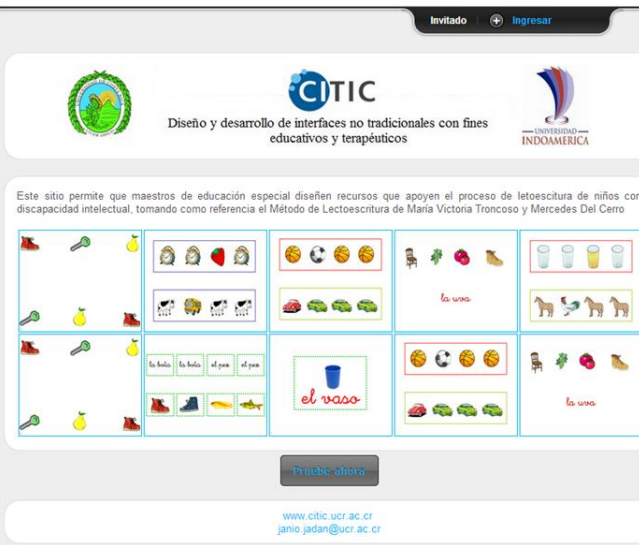 Invitado
Ingresar
CITIC
Diseño y desarrollo de interfaces no tradicionales con fines
educativos y terapéuticos
UNIVERSIDAD
INDOAMERICA
Este sitio permite que maestros de educación especial diseñen recursos que apoyen el proceso de letoescitura de niños con
discapacidad intelectual, tomando como referencia el Método de Lectoescritura de María Victoria Troncoso y Mercedes Del Cerro
la uva
la bota la bota el pez el pez
el vaso
la uva
Pruebe ahora
www.citic.ucr.ac.cr
janio.jadan@ucr.ac.cr